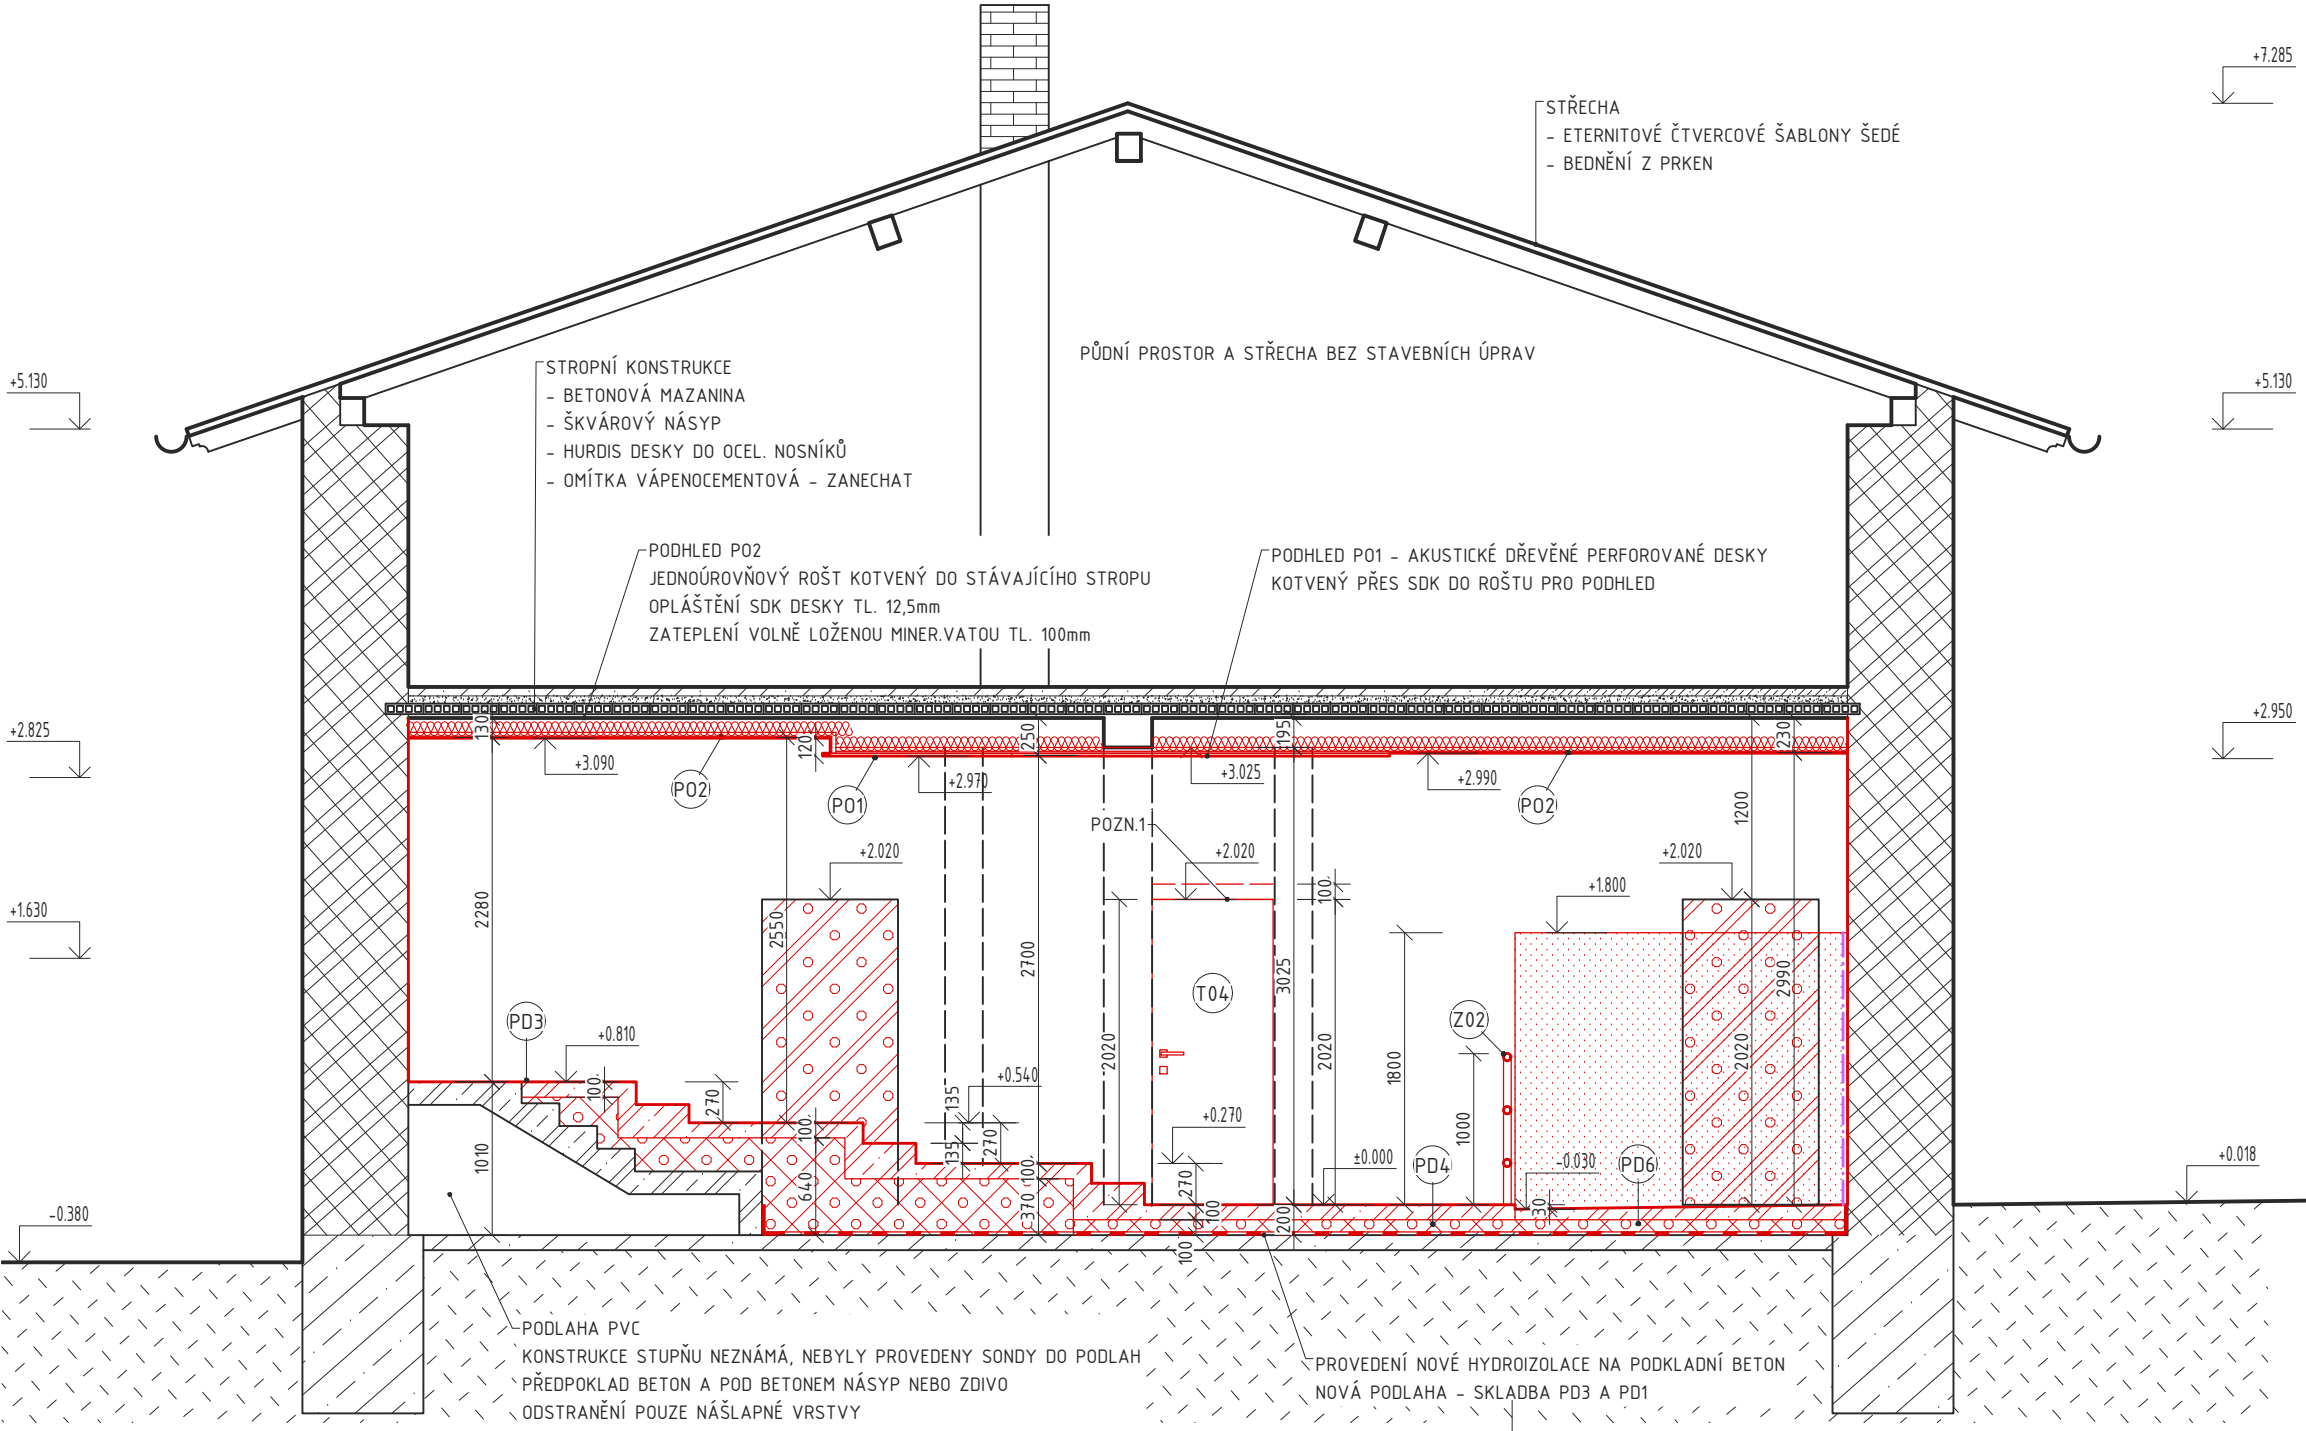 +7.285
STŘECHA
- ETERNITOVÉ ČTVERCOVÉ ŠABLONY ŠEDÉ
- BEDNĚNÍ Z PRKEN
PŮDNÍ PROSTOR A STŘECHA BEZ STAVEBNÍCH ÚPRAV
+5.130
+5.130
STROPNÍ KONSTRUKCE
- BETONOVÁ MAZANINA
- ŠKVÁROVÝ NÁSYP
- HURDIS DESKY DO OCEL. NOSNÍKŮ
- OMÍTKA VÁPENOCEMENTOVÁ - ZANECHAT
PODHLED PO2
JEDNOÚROVŇOVÝ ROŠT KOTVENÝ DO STÁVAJÍCÍHO STROPU
OPLÁŠTĚNÍ SDK DESKY TL. 12,5mm
ZATEPLENÍ VOLNĚ LOŽENOU MINER.VATOU TL. 100mm
PODHLED PO1 - AKUSTICKÉ DŘEVĚNÉ PERFOROVANÉ DESKY
KOTVENÝ PŘES SDK DO ROŠTU PRO PODHLED
+2.825
+2.950
130
120
250
195
230
+3.090
+2.970
+3.025
+2.990
PO2
PO1
PO2
1200
POZN.1
+2.020
+2.020
+2.020
+1.800
100
+1.630
2280
2550
2700
3025
2990
T04
PD3
Z02
+0.810
100
270
+0.540
135
135
270
2020
2020
1800
2020
1000
+0.270
270
±0.000
PD4
-0.030
PD6
30
+0.018
1010
100
640
100
370
100
200
100
-0.380
PODLAHA PVC
KONSTRUKCE STUPŇU NEZNÁMÁ, NEBYLY PROVEDENY SONDY DO PODLAH
PŘEDPOKLAD BETON A POD BETONEM NÁSYP NEBO ZDIVO
ODSTRANĚNÍ POUZE NÁŠLAPNÉ VRSTVY
PROVEDENÍ NOVÉ HYDROIZOLACE NA PODKLADNÍ BETON
NOVÁ PODLAHA - SKLADBA PD3 A PD1